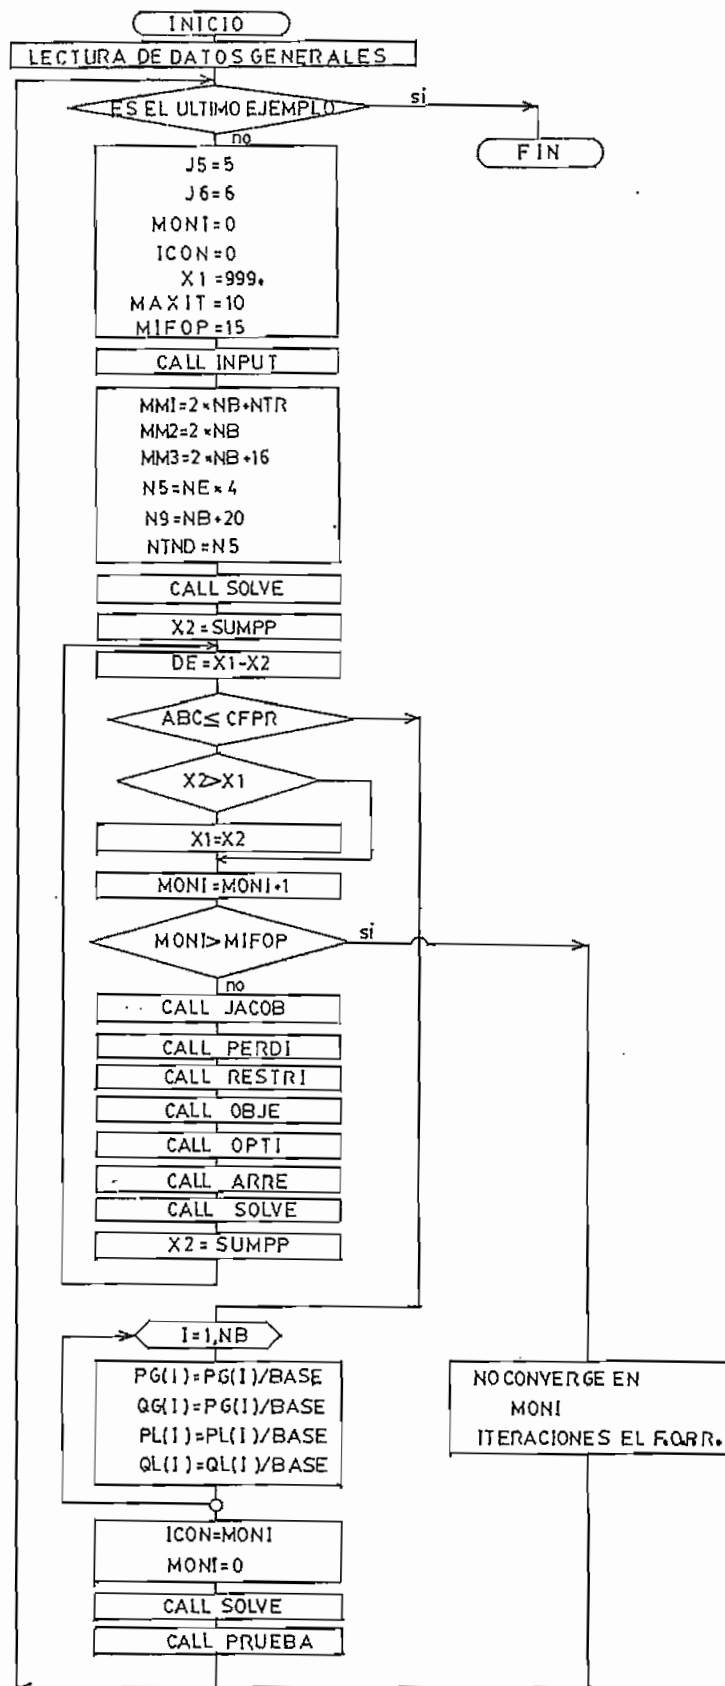 INICIO
LECTURA DE DATOS GENERALES
ES EL ULTIMO EJEMPLO
si
FIN
no
J5=5
J6=6
MONI=0
ICON=0
X1=999.
MAXIT=10
MIFOP=15
CALL INPUT
MM1=2*NB+NTR
MM2=2*NB
MM3=2*NB+16
N5=NE*4
N9=NB+20
NTND=N5
CALL SOLVE
X2=SUMPP
DE=X1-X2
ABC≤CFPR
X2>X1
X1=X2
MONI=MONI+1
MONI>MIFOP
si
no
CALL JACOB
CALL PERDI
CALL RESTRI
CALL OBJE
CALL OPTI
CALL ARRE
CALL SOLVE
X2=SUMPP
I=1,NB
PG(I)=PG(I)/BASE
QG(I)=PG(I)/BASE
PL(I)=PL(I)/BASE
QL(I)=QL(I)/BASE
NO CONVERGE EN
MONI
ITERACIONES EL F.O.R.R.
ICON=MONI
MONI=0
CALL SOLVE
CALL PRUEBA